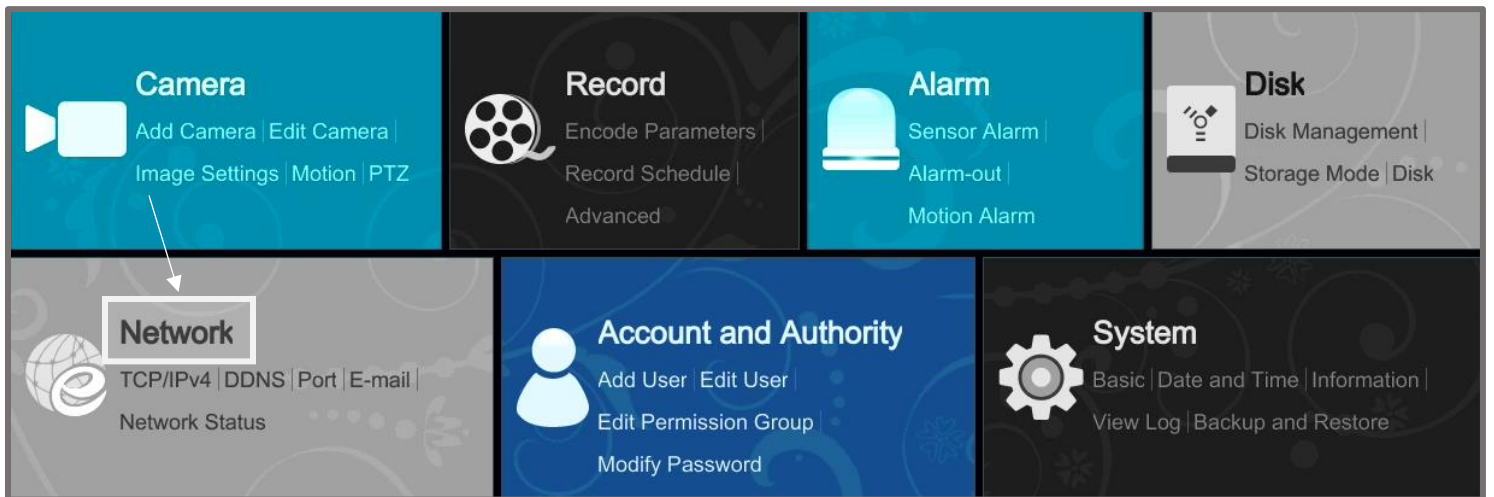 Camera
Add Camera | Edit Camera |
Image Settings | Motion | PTZ
Record
Encode Parameters |
Record Schedule |
Advanced
Alarm
Sensor Alarm |
Alarm-out |
Motion Alarm
Disk
Disk Management |
Storage Mode | Disk
Network
TCP/IPv4 | DDNS | Port | E-mail |
Network Status
Account and Authority
Add User | Edit User |
Edit Permission Group |
Modify Password
System
Basic | Date and Time | Information |
View Log | Backup and Restore